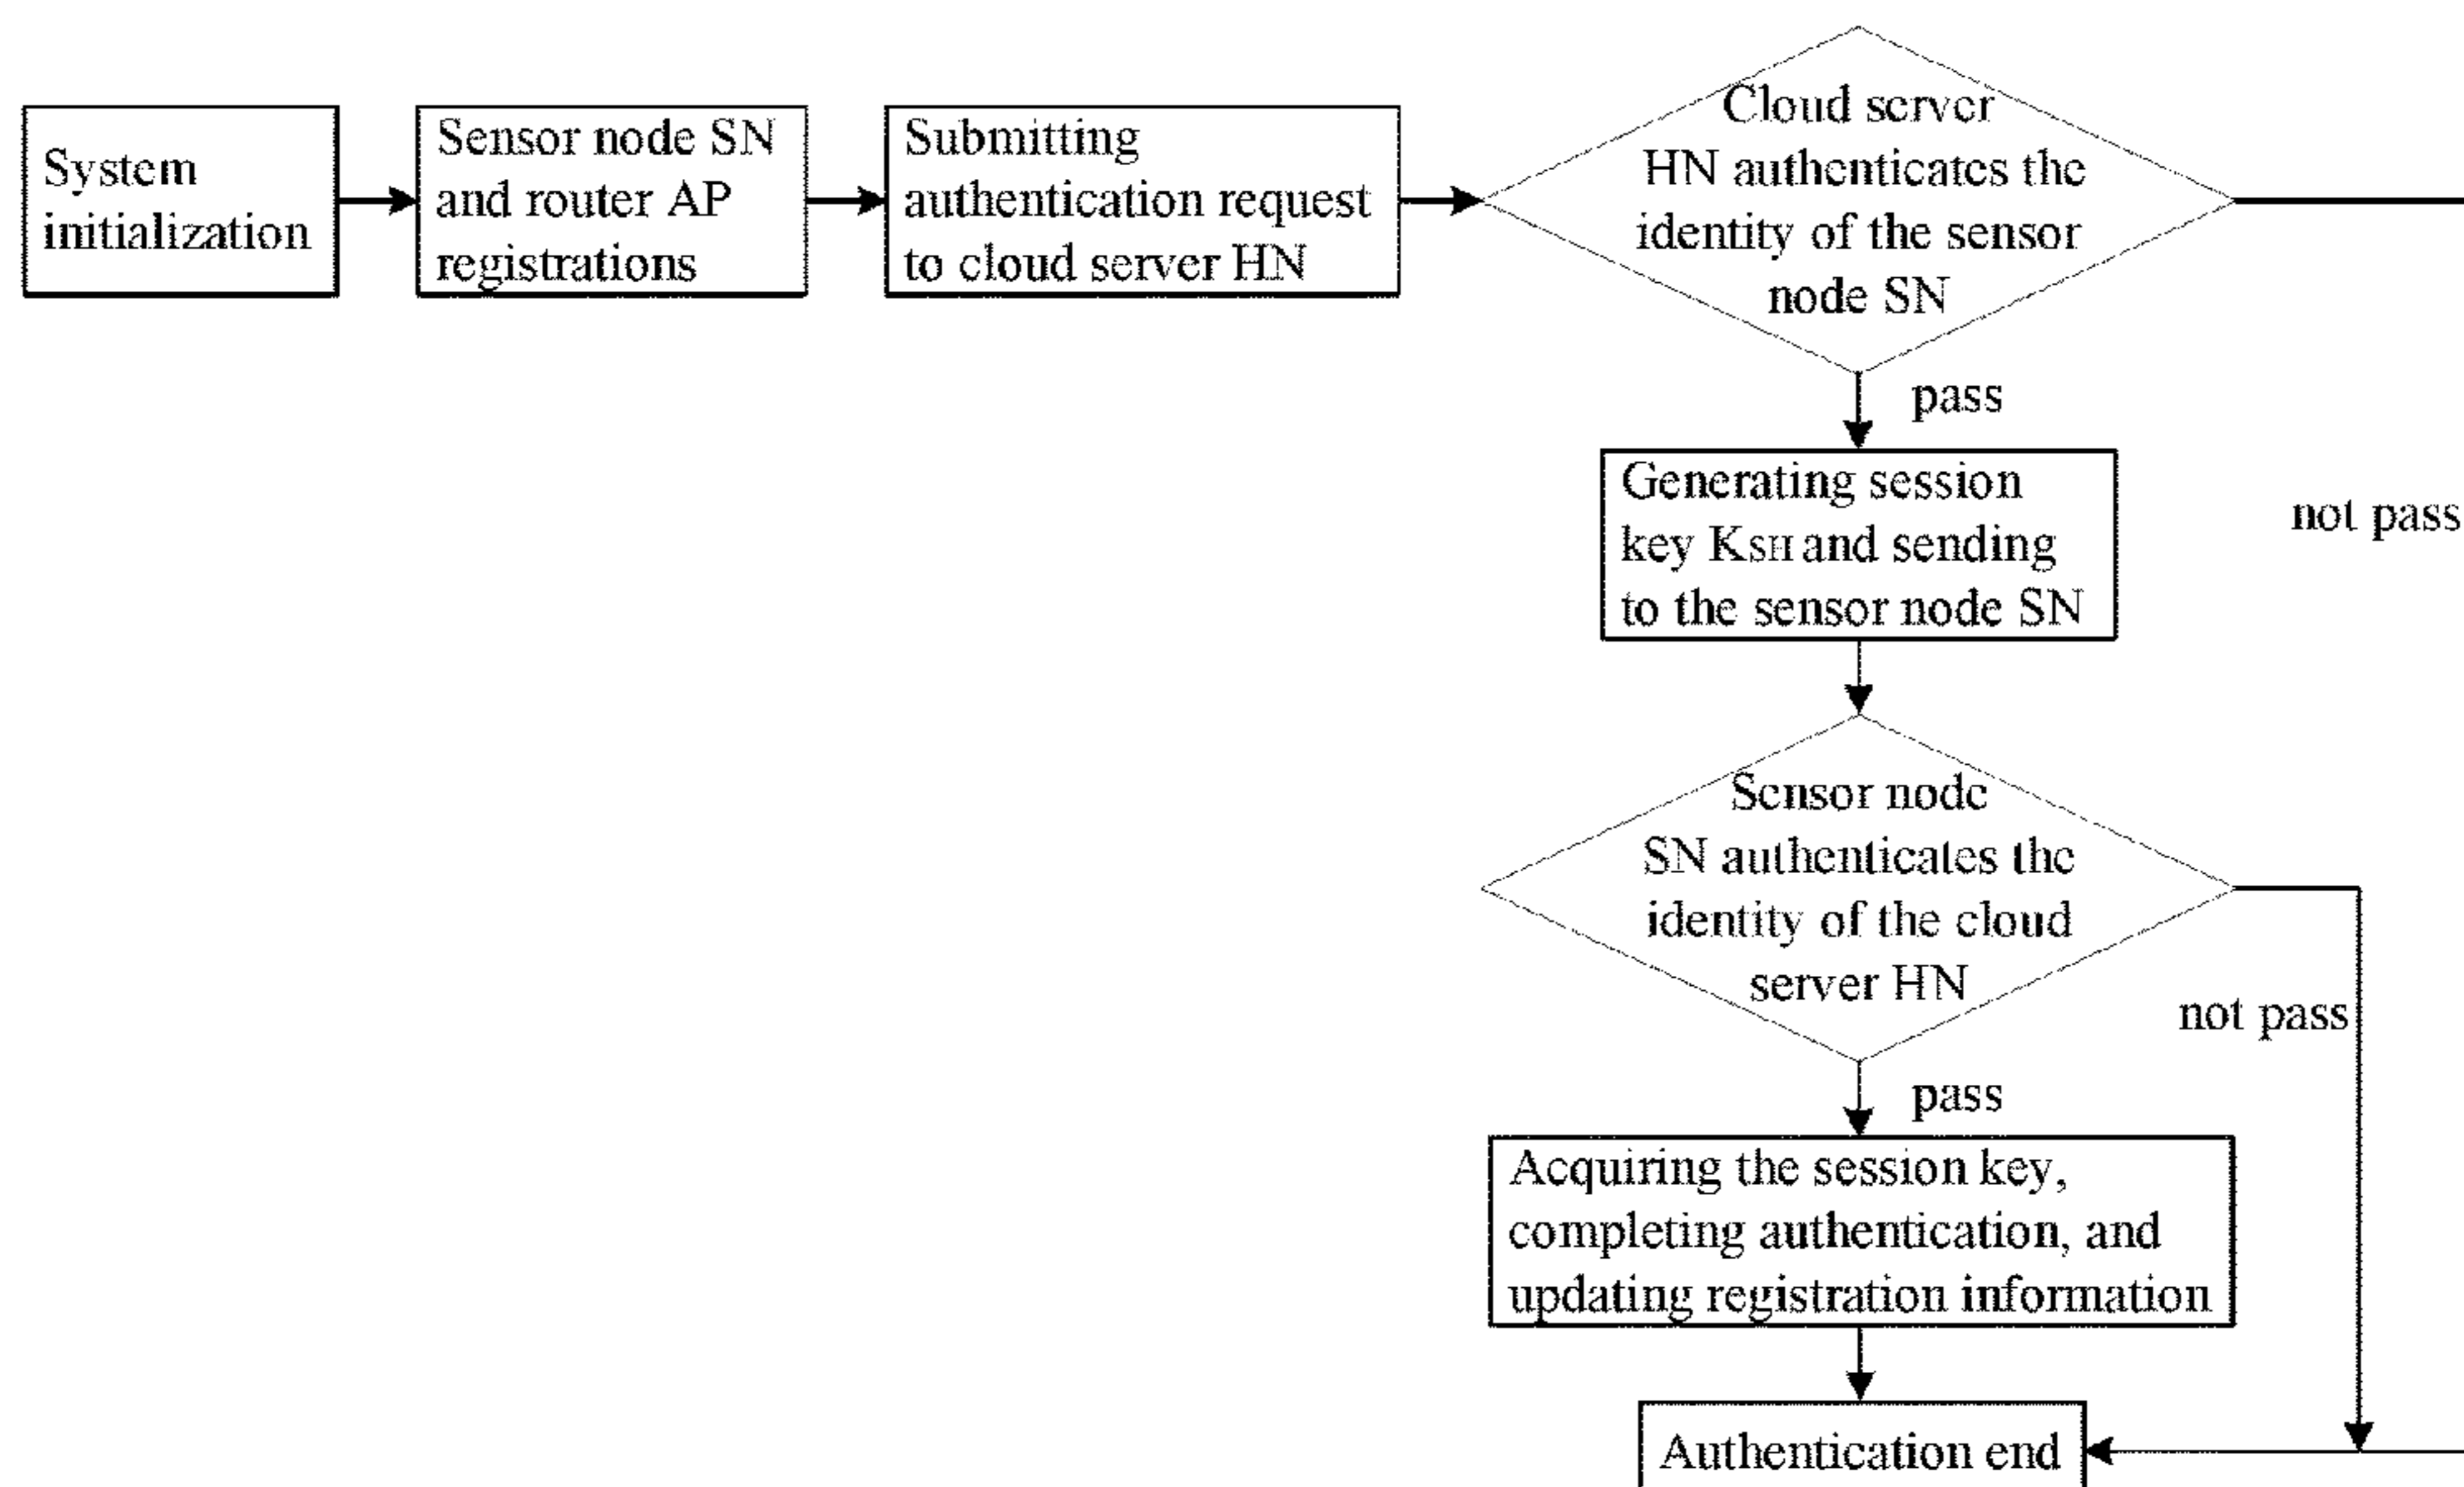 System
initialization
Sensor node SN
and router AP
registrations
Submitting
authentication request
to cloud server HN
Cloud server
HN authenticates the
identity of the sensor
node SN
pass
not pass
Generating session
key KSH and sending
to the sensor node SN
Sensor node
SN authenticates the
identity of the cloud
server HN
not pass
pass
Acquiring the session key,
completing authentication, and
updating registration information
Authentication end